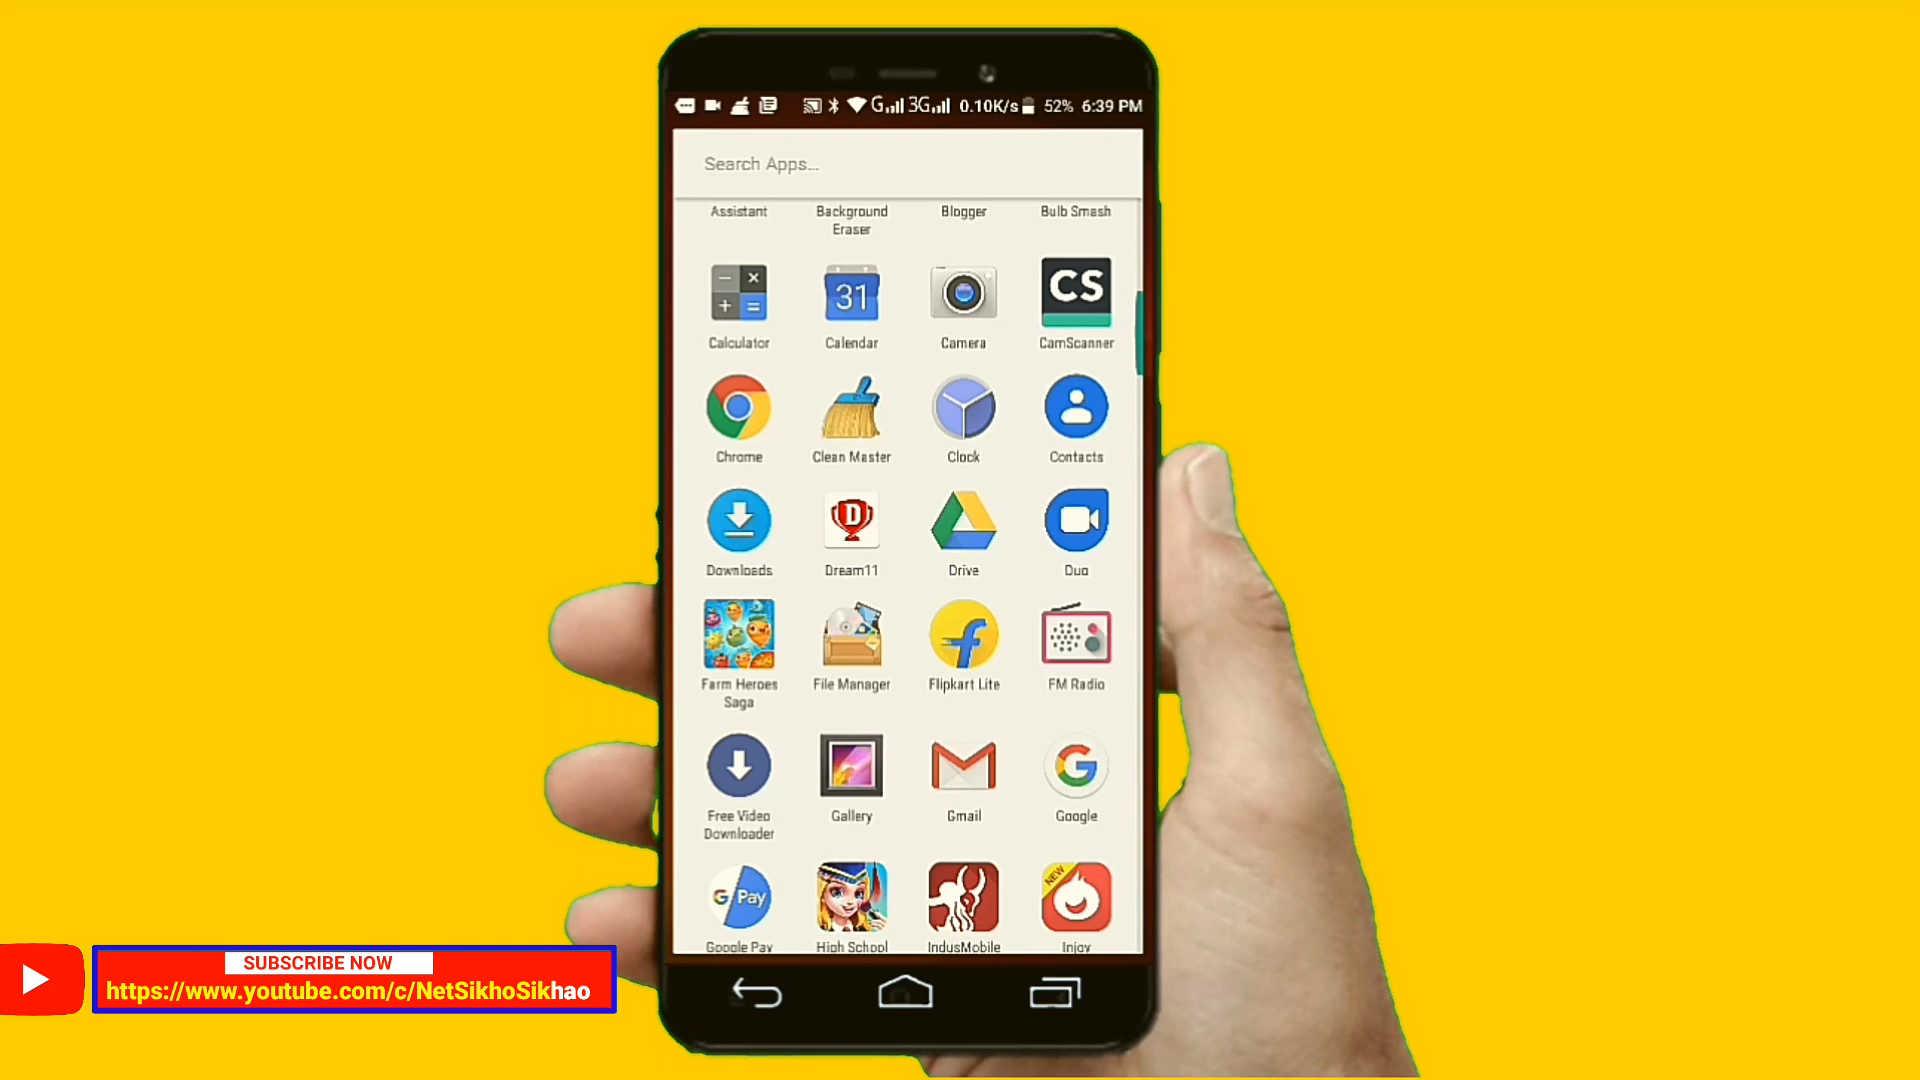 G 3G 0.10K/s 52% 6:39 PM
Search Apps...
Assistant Background Eraser Blogger Bulb Smash
31 CS
Calculator Calendar Camera CamScanner
Chrome Clean Master Clock Contacts
D
Downloads Dream11 Drive Duo
Farm Heroes Saga File Manager Flipkart Lite FM Radio
G
Free Video Downloader Gallery Gmail Google
G Pay NEW
Google Pay High School IndusMobile Injoy
SUBSCRIBE NOW
https://www.youtube.com/c/NetSikhoSikhao